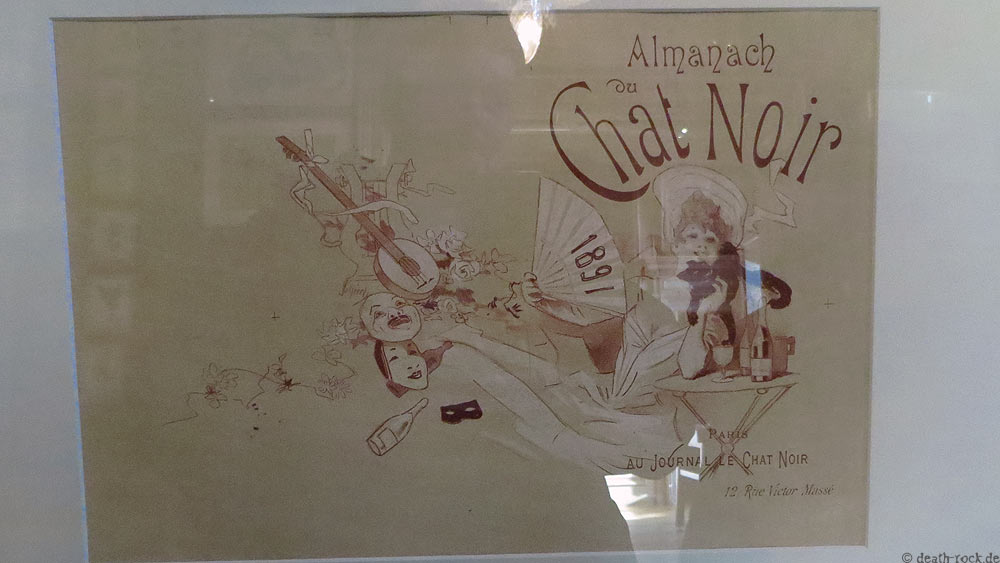 Almanach
du
Chat Noir
1891
Paris
au Journal Le Chat Noir
12, Rue Victor Massé
© death-rock.de